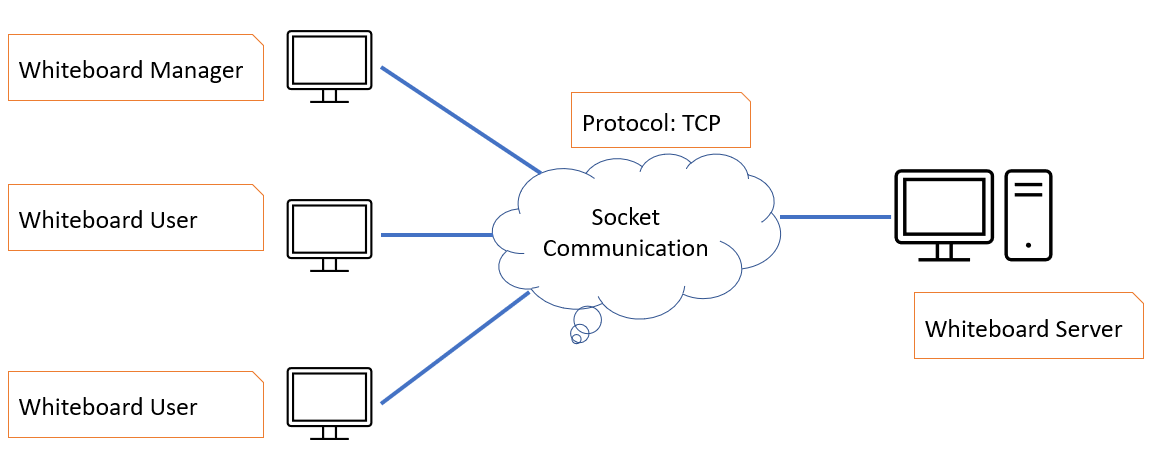 Whiteboard Manager
Protocol: TCP
Whiteboard User
Socket
Communication
Whiteboard Server
Whiteboard User